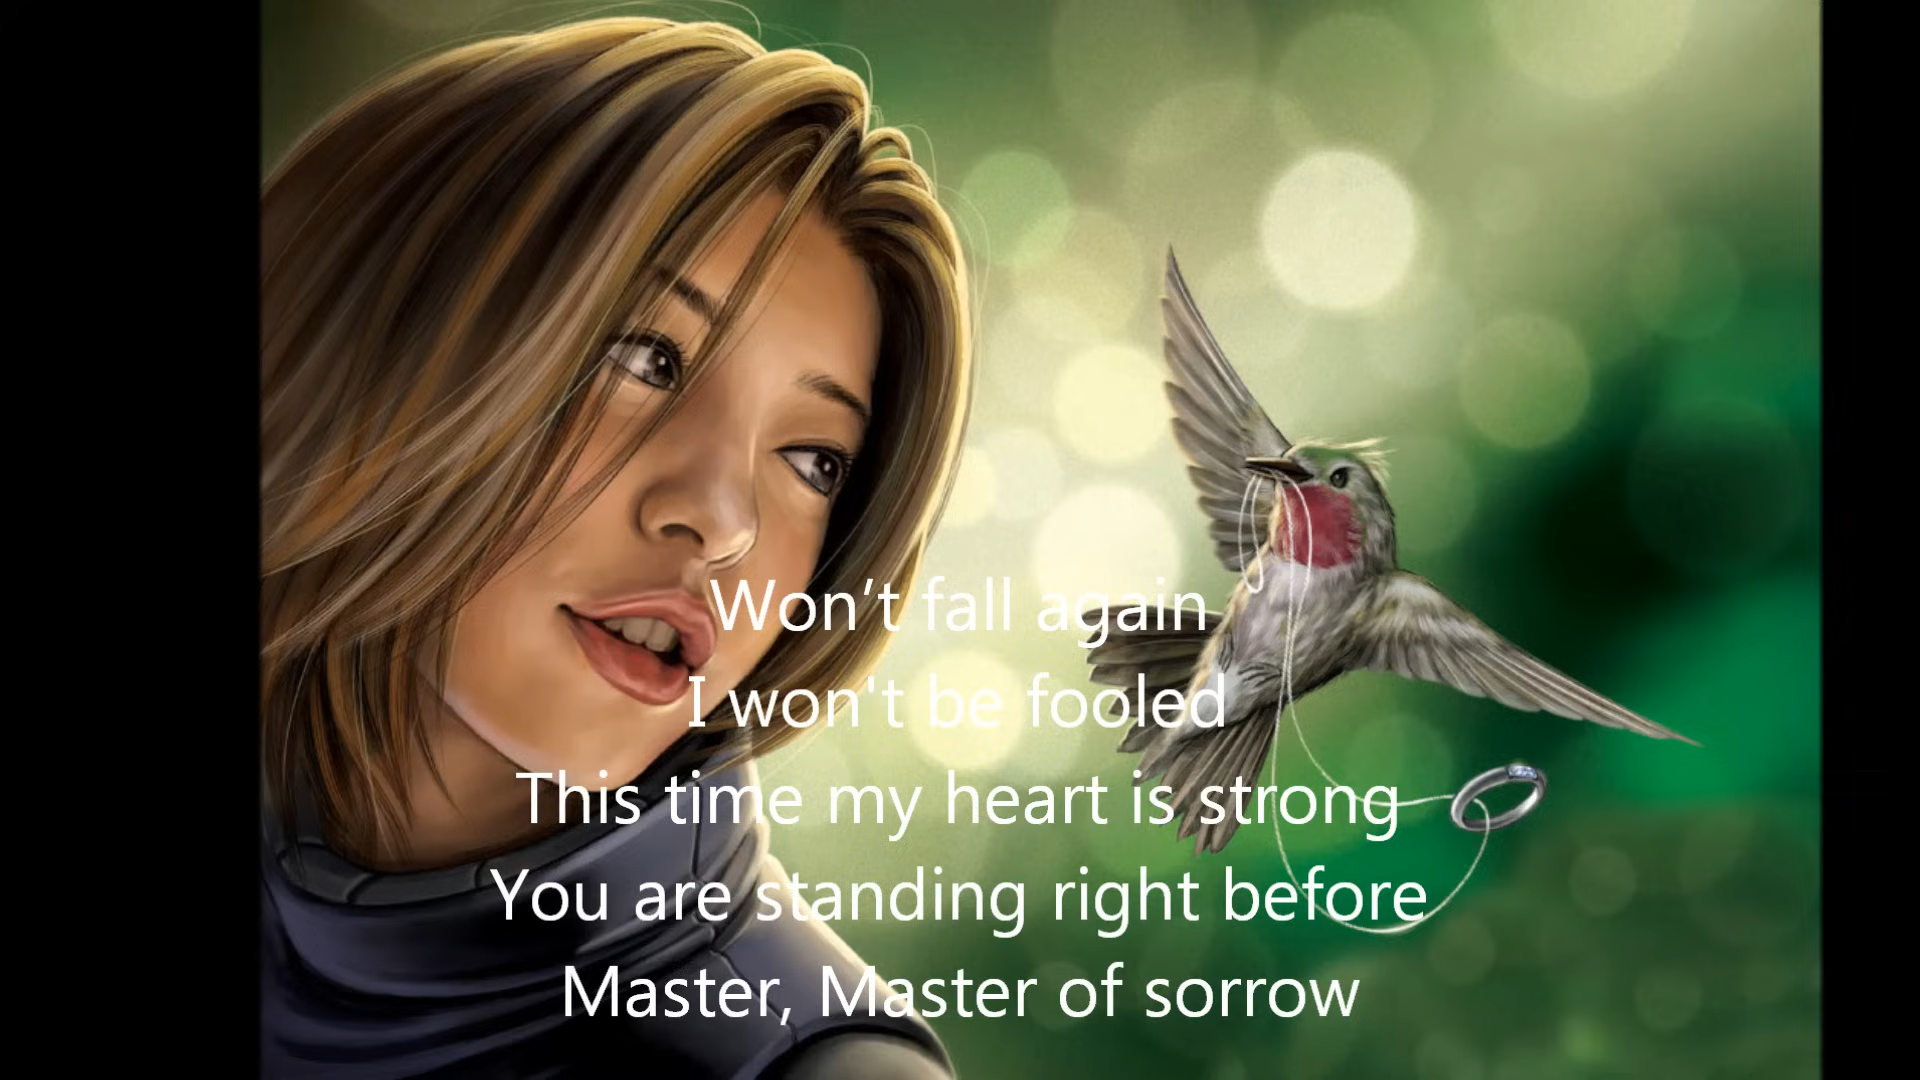 Won’t fall again
I won't be fooled
This time my heart is strong
You are standing right before
Master, Master of sorrow